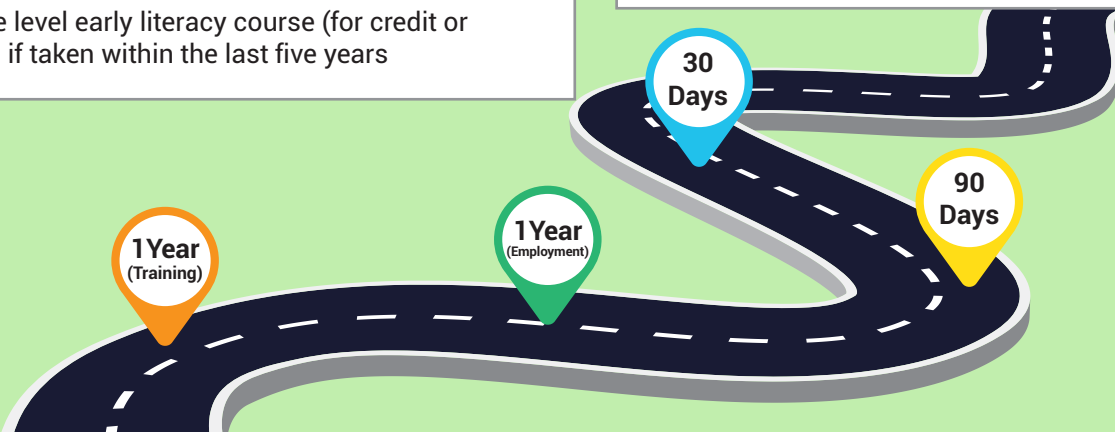 e level early literacy course (for credit or
if taken within the last five years
30
Days
90
Days
1Year
(Employment)
1Year
(Training)